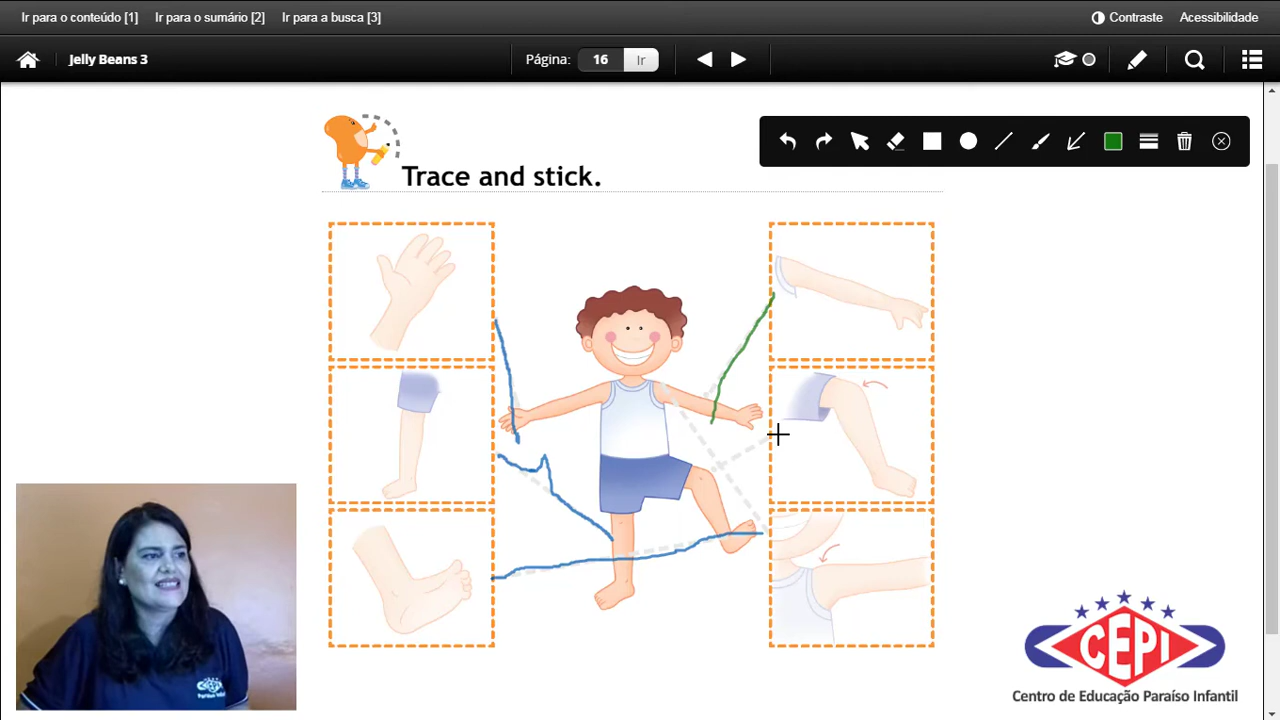 Ir para o conteúdo [1] Ir para o sumário [2] Ir para a busca [3] Contraste Acessibilidade
Jelly Beans 3 Página: 16 Ir
Trace and stick.
CEPI
Centro de Educação Paraíso Infantil